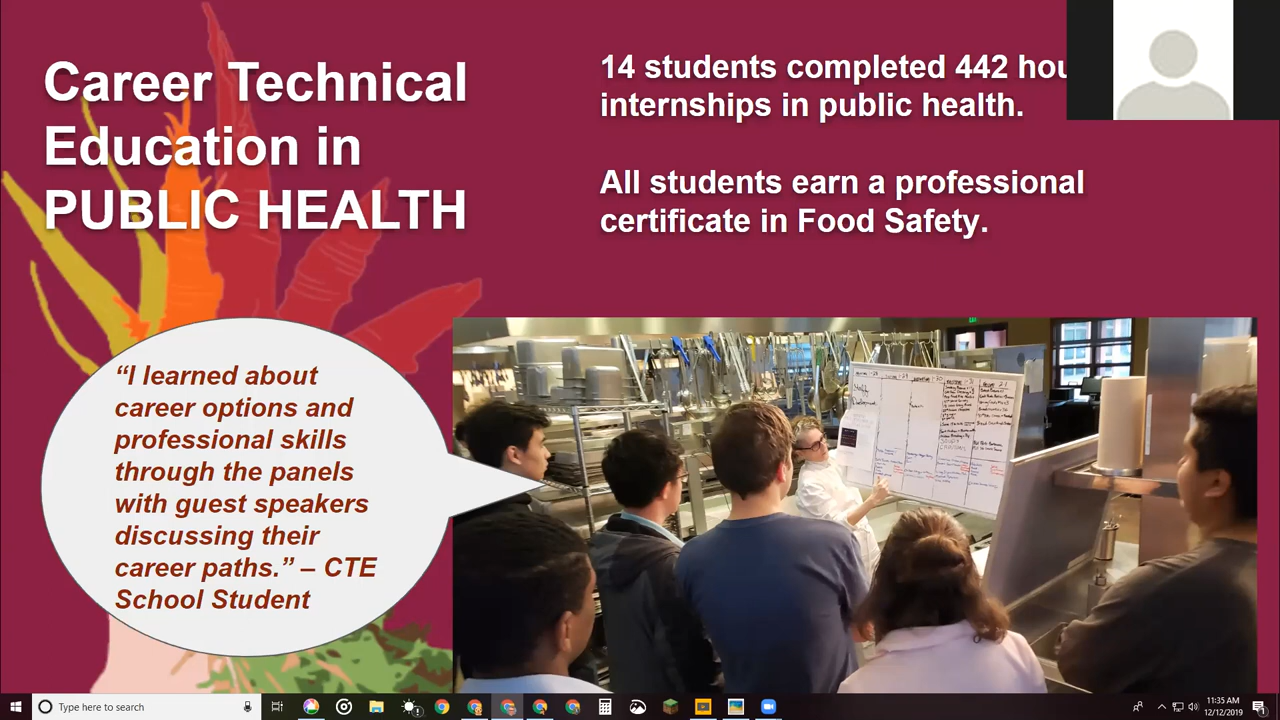 Career Technical
Education in
PUBLIC HEALTH
14 students completed 442 hou
internships in public health.
All students earn a professional
certificate in Food Safety.
“I learned about
career options and
professional skills
through the panels
with guest speakers
discussing their
career paths.” – CTE
School Student
Type here to search
11:35 AM
12/12/2019